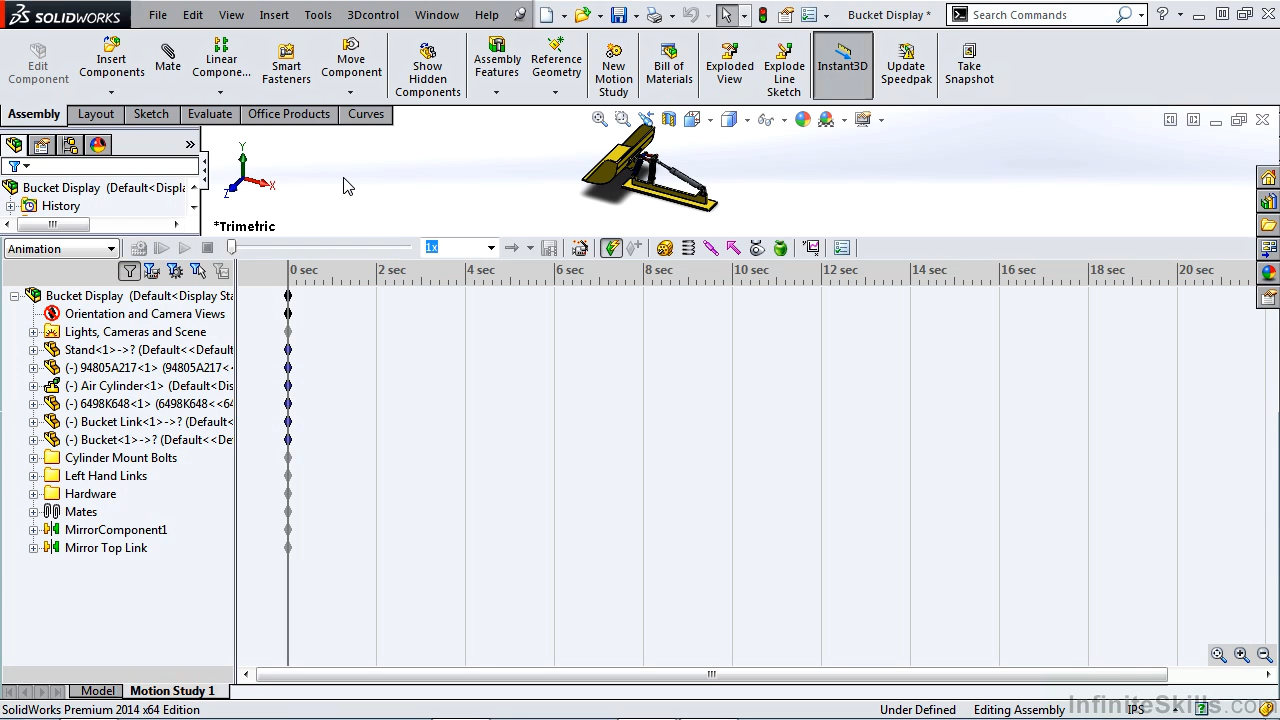 SOLIDWORKS File Edit View Insert Tools 3Dcontrol Window Help Bucket Display * Search Commands
Edit Component
Insert Components
Mate
Linear Compone...
Smart Fasteners
Move Component
Show Hidden Components
Assembly Features
Reference Geometry
New Motion Study
Bill of Materials
Exploded View
Explode Line Sketch
Instant3D
Update Speedpak
Take Snapshot
Assembly Layout Sketch Evaluate Office Products Curves
Bucket Display (Default<Displa
History
Y
X
Z
*Trimetric
Animation 1x
0 sec 2 sec 4 sec 6 sec 8 sec 10 sec 12 sec 14 sec 16 sec 18 sec 20 sec
Bucket Display (Default<Display Sta
Orientation and Camera Views
Lights, Cameras and Scene
Stand<1>->? (Default<<Default
(-) 94805A217<1> (94805A217<
(-) Air Cylinder<1> (Default<Dis
(-) 6498K648<1> (6498K648<<64
(-) Bucket Link<1>->? (Default<
(-) Bucket<1>->? (Default<<De
Cylinder Mount Bolts
Left Hand Links
Hardware
Mates
MirrorComponent1
Mirror Top Link
Model Motion Study 1
SolidWorks Premium 2014 x64 Edition Under Defined Editing Assembly IPS
InfiniteSkills.com